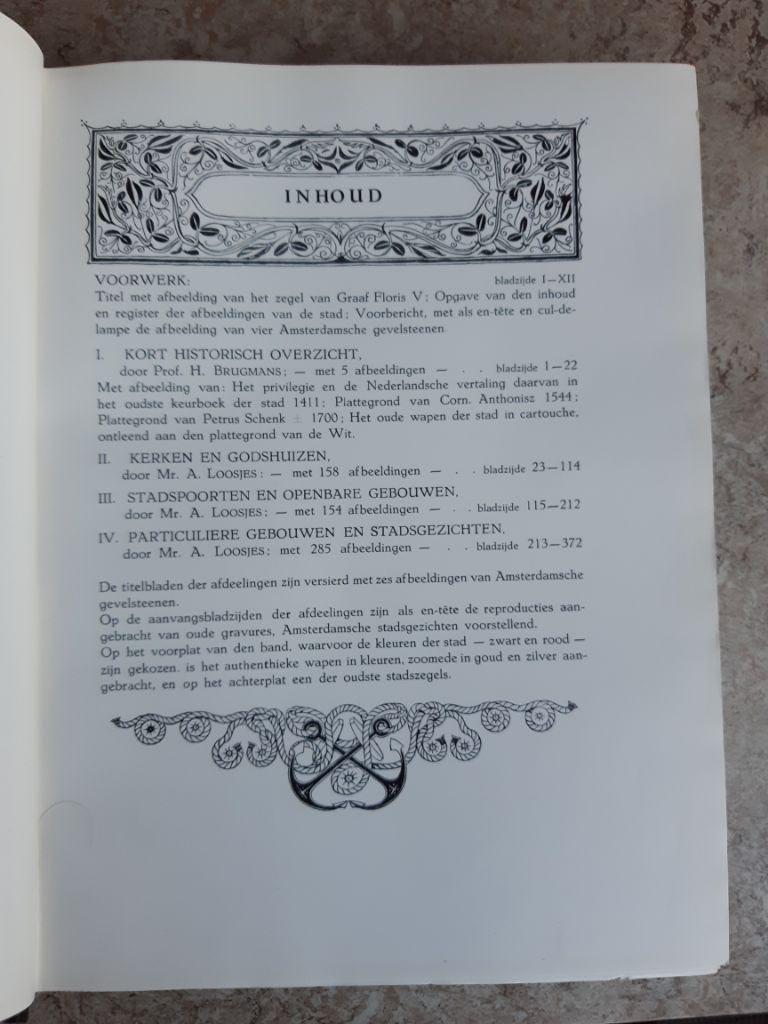 INHOUD
VOORWERK: bladzijde I—XII
Titel met afbeelding van het zegel van Graaf Floris V; Opgave van den inhoud
en register der afbeeldingen van de stad; Voorbericht, met als en-tête en cul-de-
lampe de afbeelding van vier Amsterdamsche gevelsteenen.
I. KORT HISTORISCH OVERZICHT,
door Prof. H. BRUGMANS; — met 5 afbeeldingen — . . bladzijde 1—22
Met afbeelding van: Het privilegie en de Nederlandsche vertaling daarvan in
het oudste keurboek der stad 1411; Plattegrond van Corn. Anthonisz 1544;
Plattegrond van Petrus Schenk ± 1700; Het oude wapen der stad in cartouche,
ontleend aan den plattegrond van de Wit.
II. KERKEN EN GODSHUIZEN,
door Mr. A. LOOSJES: — met 158 afbeeldingen — . . bladzijde 23—114
III. STADSPOORTEN EN OPENBARE GEBOUWEN,
door Mr. A. LOOSJES: — met 154 afbeeldingen — . . bladzijde 115—212
IV. PARTICULIERE GEBOUWEN EN STADSGEZICHTEN,
door Mr. A. LOOSJES; met 285 afbeeldingen — . . bladzijde 213—372
De titelbladen der afdeelingen zijn versierd met zes afbeeldingen van Amsterdamsche
gevelsteenen.
Op de aanvangsbladzijden der afdeelingen zijn als en-tête de reproducties aan-
gebracht van oude gravures, Amsterdamsche stadsgezichten voorstellend.
Op het voorplat van den band, waarvoor de kleuren der stad — zwart en rood —
zijn gekozen. is het authenthieke wapen in kleuren, zoomede in goud en zilver aan-
gebracht, en op het achterplat een der oudste stadszegels.